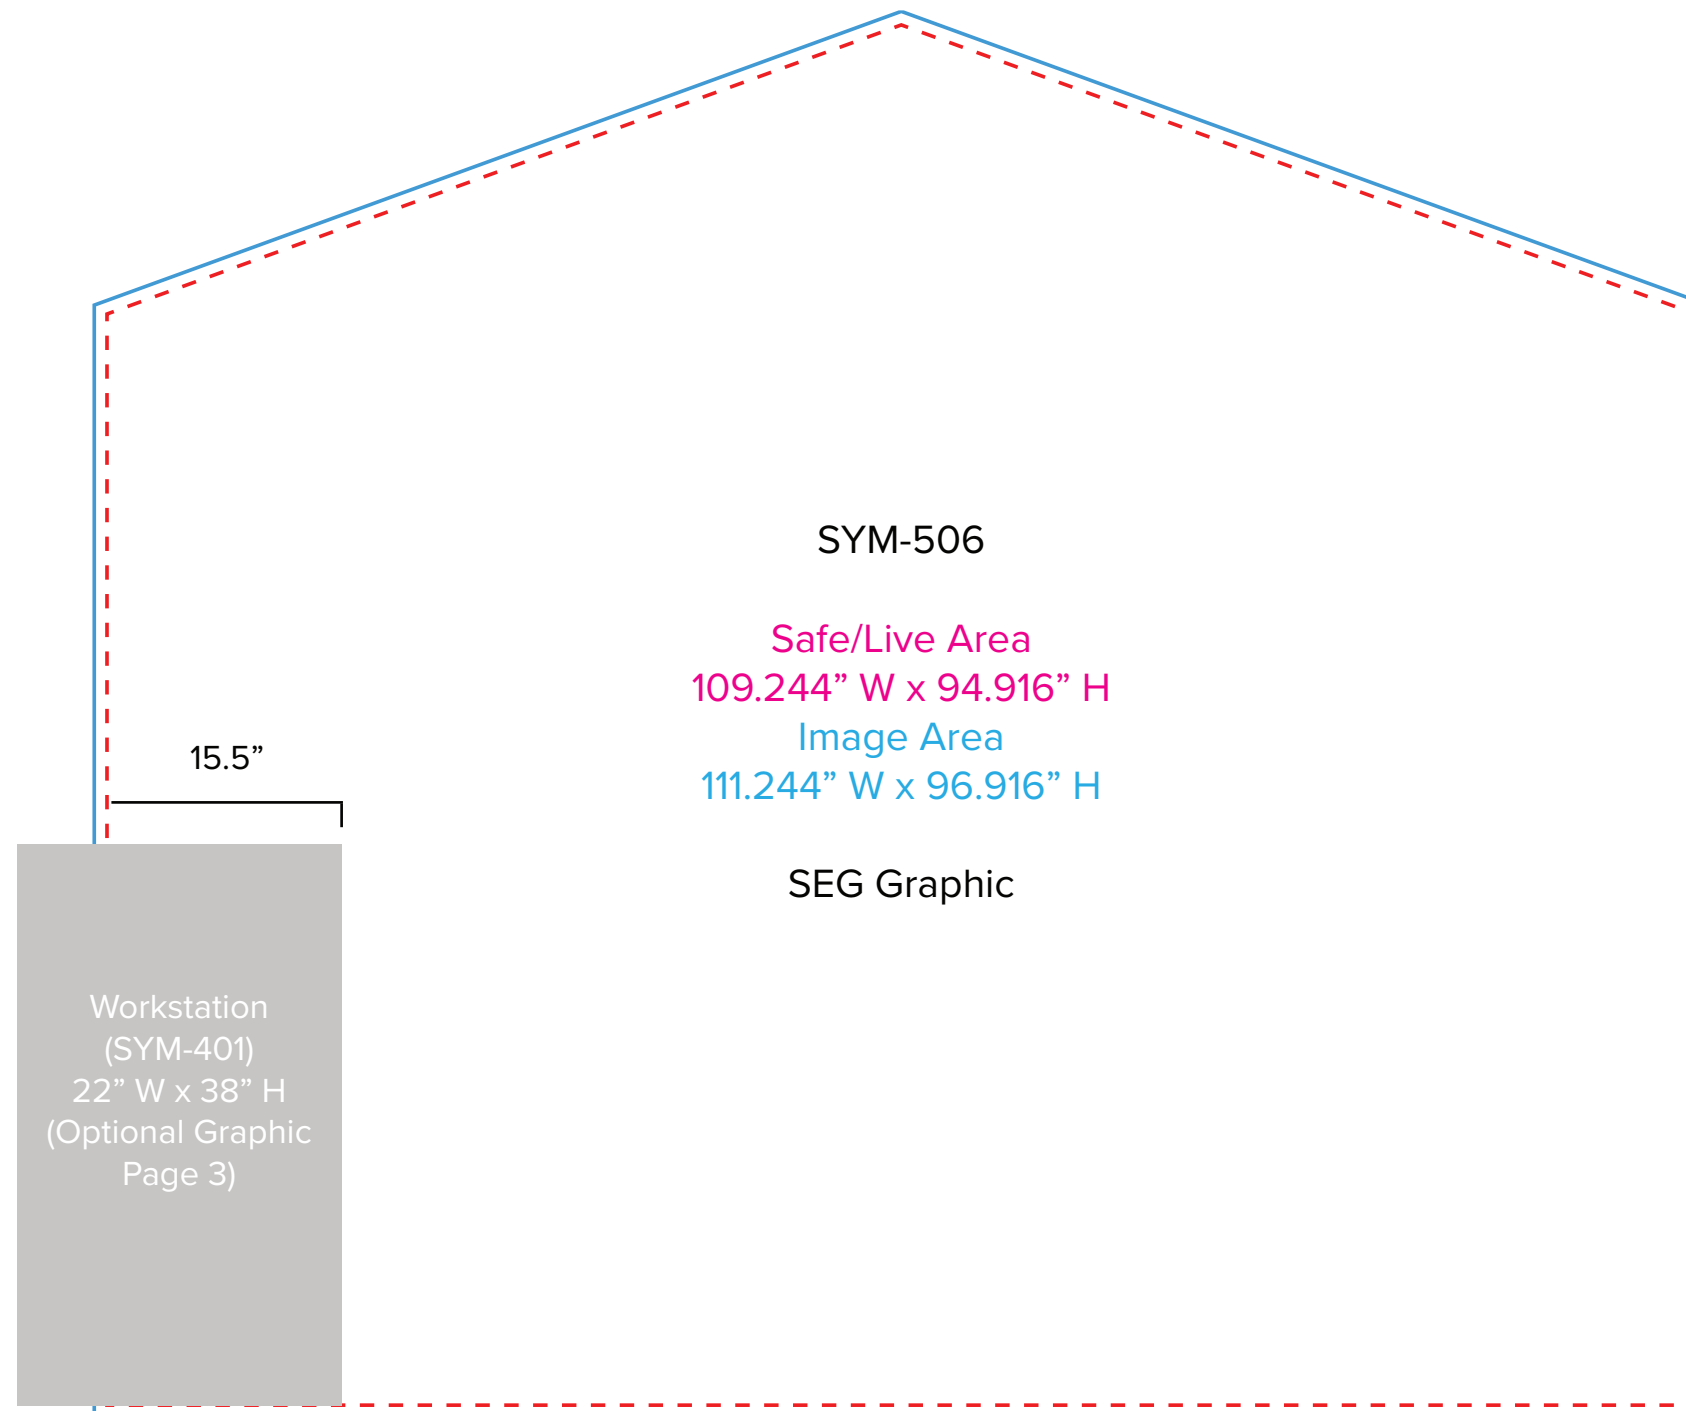 SYM-506
Safe/Live Area
109.244” W x 94.916” H
Image Area
111.244” W x 96.916” H
SEG Graphic
15.5”
Workstation
(SYM-401)
22” W x 38” H
(Optional Graphic
Page 3)